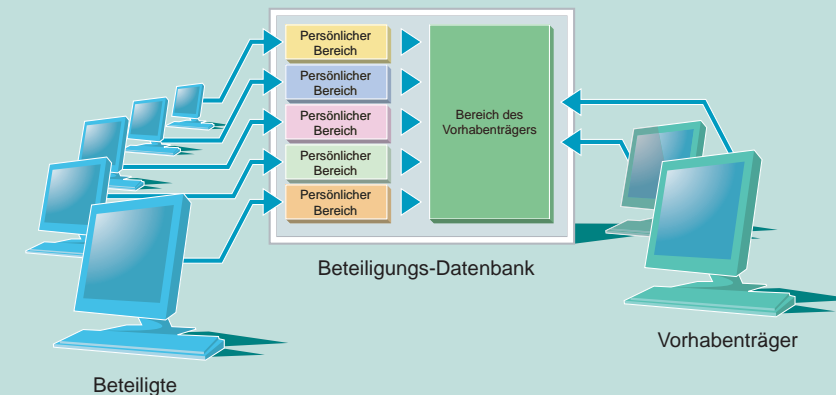 Persönlicher
Bereich
Persönlicher
Bereich
Persönlicher
Bereich
Persönlicher
Bereich
Persönlicher
Bereich
Bereich des
Vorhabenträgers
Beteiligungs-Datenbank
Vorhabenträger
Beteiligte